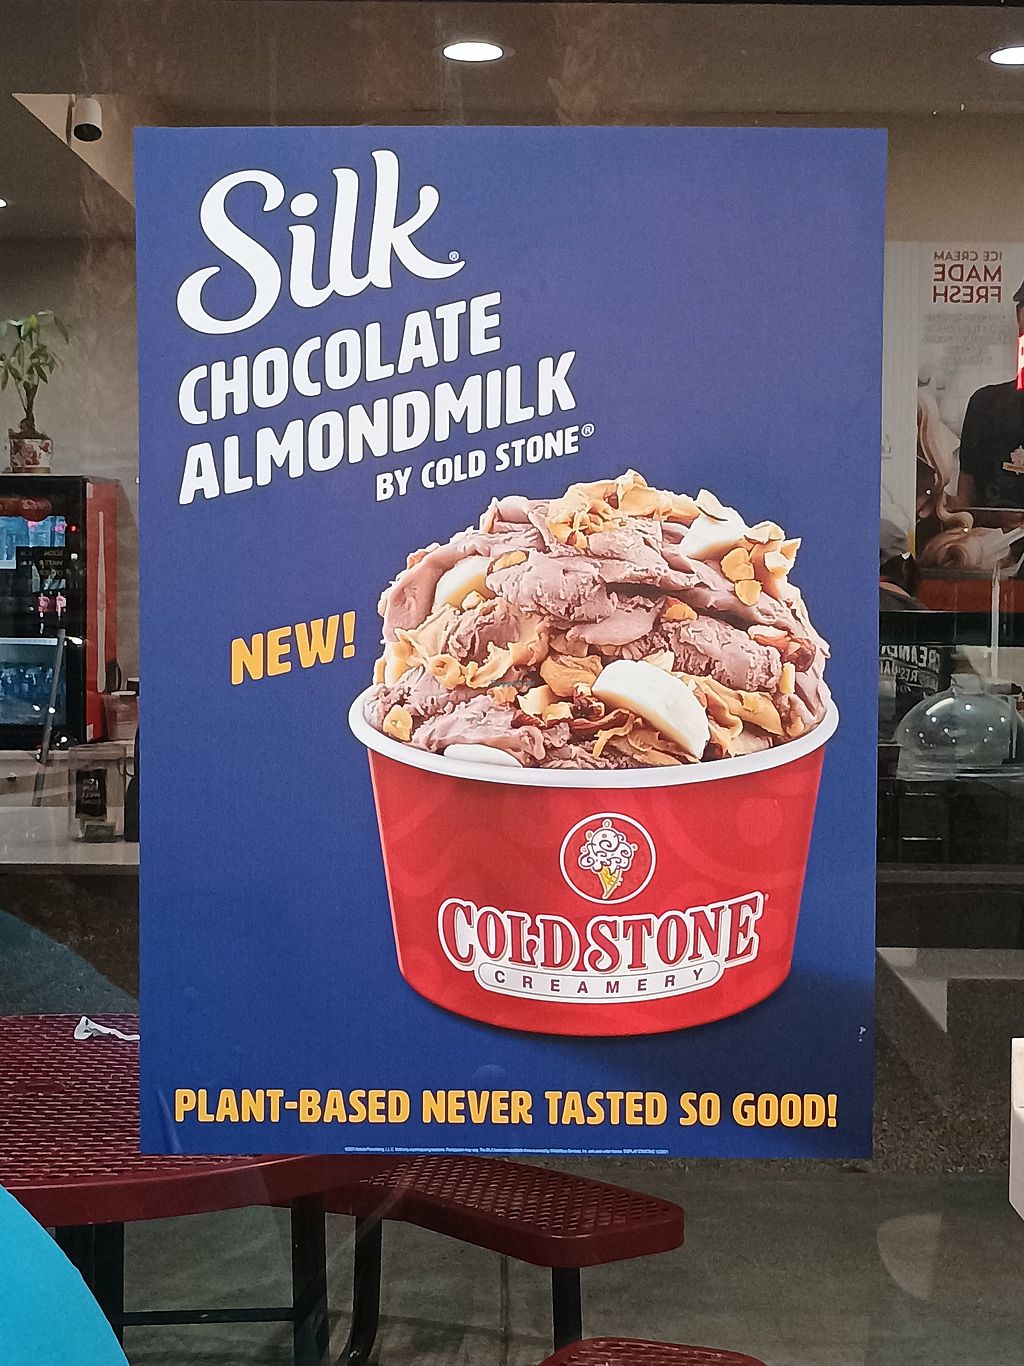 Silk®
CHOCOLATE
ALMONDMILK
BY COLD STONE®
NEW!
COLD STONE
CREAMERY
PLANT-BASED NEVER TASTED SO GOOD!
ICE CREAM
MADE
FRESH